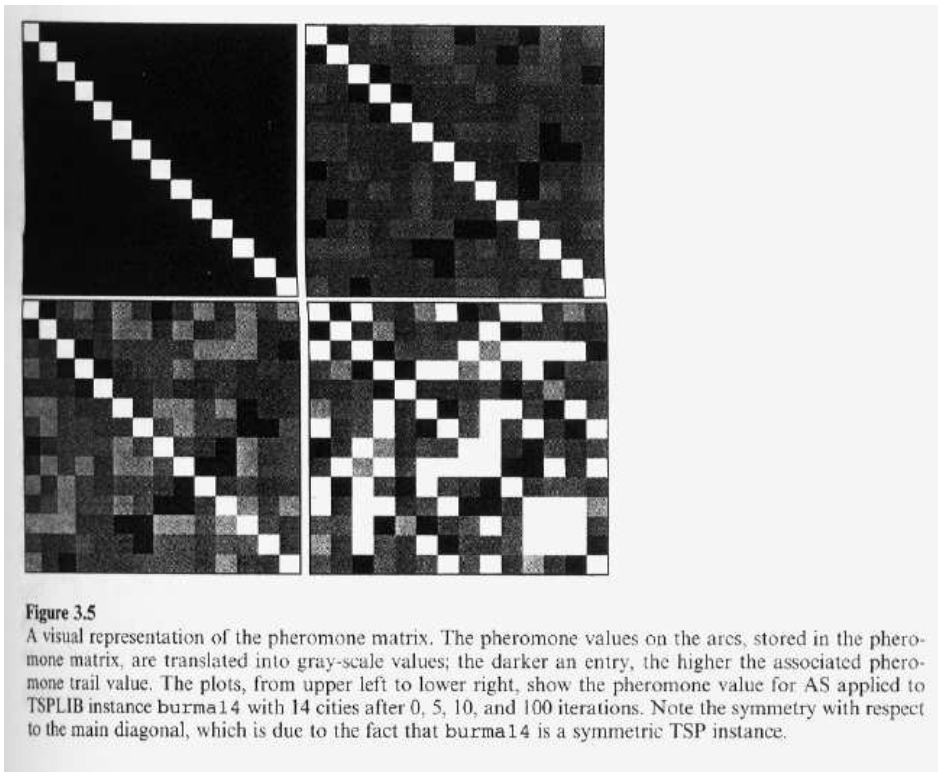 Figure 3.5
A visual representation of the pheromone matrix. The pheromone values on the arcs, stored in the phero-
mone matrix, are translated into gray-scale values; the darker an entry, the higher the associated phero-
mone trail value. The plots, from upper left to lower right, show the pheromone value for AS applied to
TSPLIB instance burma14 with 14 cities after 0, 5, 10, and 100 iterations. Note the symmetry with respect
to the main diagonal, which is due to the fact that burma14 is a symmetric TSP instance.